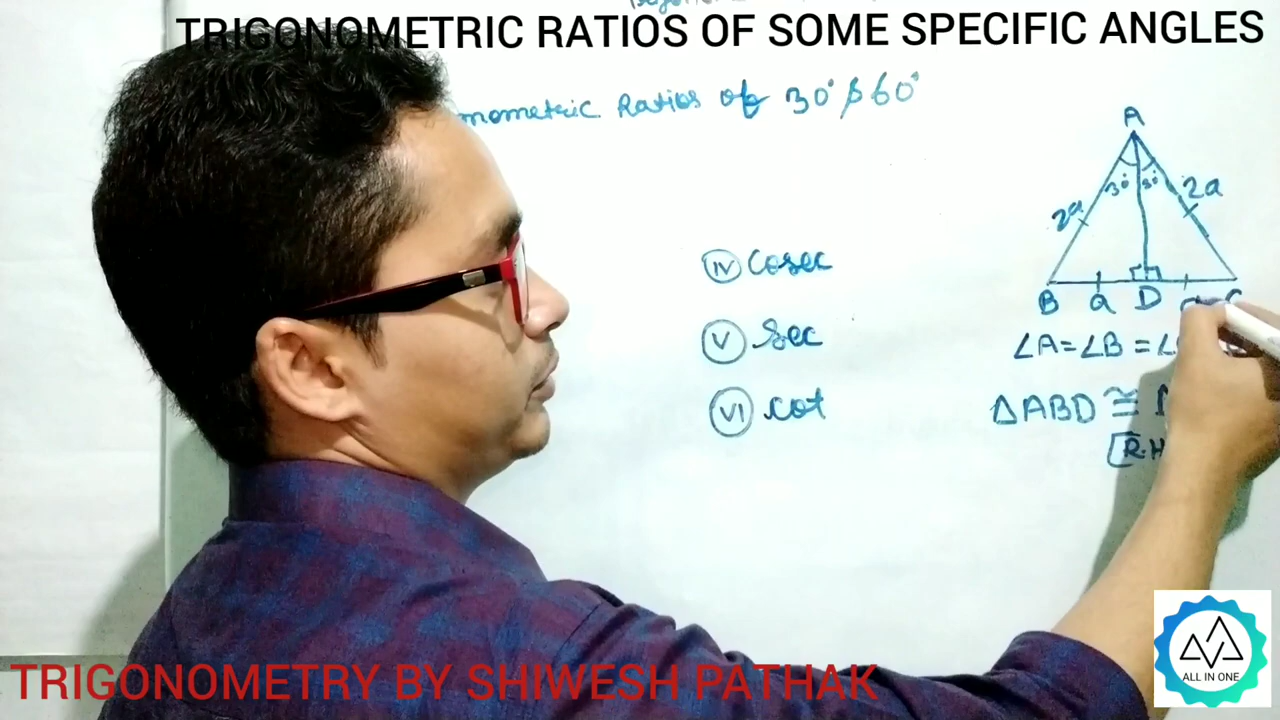 TRIGONOMETRIC RATIOS OF SOME SPECIFIC ANGLES
nometric Ratios of 30° & 60°
A
30° 30°
2a 2a
B a D
IV cosec
∠A=∠B=∠
V sec
VI cot
ΔABD ≅
[R.H
TRIGONOMETRY BY SHIWESH PATHAK
ALL IN ONE